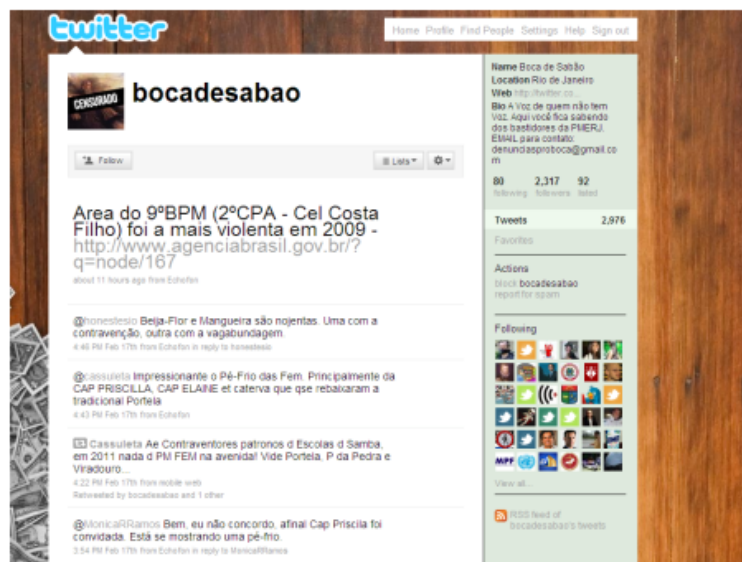 twitter
Home Profile Find People Settings Help Sign out
CENSURADO
bocadesabao
Follow
Lists
Area do 9ºBPM (2ºCPA - Cel Costa
Filho) foi a mais violenta em 2009 -
http://www.agenciabrasil.gov.br/?
q=node/167
about 11 hours ago from Echofon
@honestesio Beija-Flor e Mangueira são nojentas. Uma com a
contravenção, outra com a vagabundagem.
4:46 PM Feb 17th from Echofon in reply to honestesio
@cassuleta Impressionante o Pé-Frio das Fem. Principalmente da
CAP PRISCILLA, CAP ELAINE et caterva que qse rebaixaram a
tradicional Portela
4:43 PM Feb 17th from Echofon
Cassuleta Ae Contraventores patronos d Escolas d Samba,
em 2011 nada d PM FEM na avenida! Vide Portela, P da Pedra e
Viradouro...
4:22 PM Feb 17th from mobile web
Retweeted by bocadesabao and 1 other
@MonicaRRamos Bem, eu não concordo, afinal Cap Priscila foi
convidada. Está se mostrando uma pé-frio.
3:54 PM Feb 17th from Echofon in reply to MonicaRRamos
Name Boca de Sabão
Location Rio de Janeiro
Web http://twitter.co...
Bio A Voz de quem não tem
Voz. Aqui você fica sabendo
dos bastidores da PMERJ.
EMAIL para contato:
denunciasproboca@gmail.co
m
80 2,317 92
following followers listed
Tweets 2,976
Favorites
Actions
block bocadesabao
report for spam
Following
MPF
View all...
RSS feed of
bocadesabao's tweets